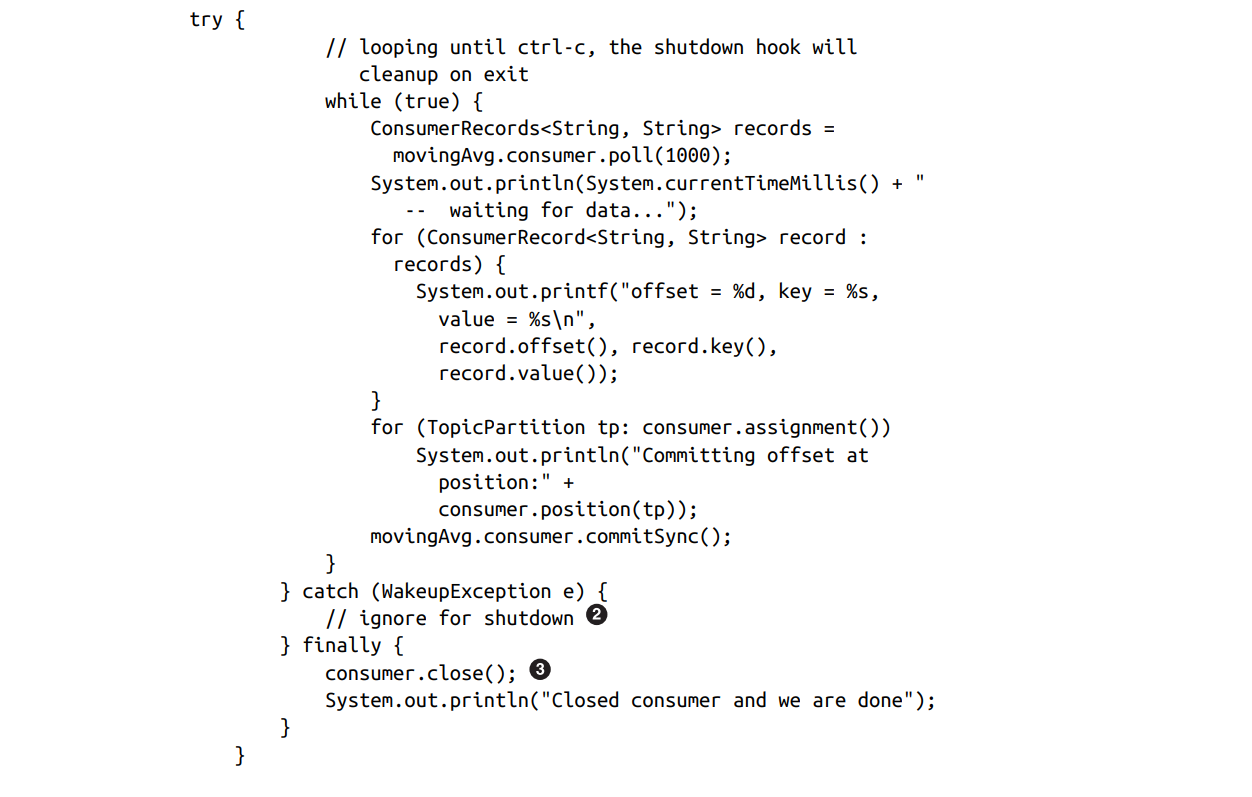 try {
// looping until ctrl-c, the shutdown hook will
cleanup on exit
while (true) {
ConsumerRecords<String, String> records =
movingAvg.consumer.poll(1000);
System.out.println(System.currentTimeMillis() + "
--  waiting for data...");
for (ConsumerRecord<String, String> record :
records) {
System.out.printf("offset = %d, key = %s,
value = %s\n",
record.offset(), record.key(),
record.value());
}
for (TopicPartition tp: consumer.assignment())
System.out.println("Committing offset at
position:" +
consumer.position(tp));
movingAvg.consumer.commitSync();
}
} catch (WakeupException e) {
// ignore for shutdown ❷
} finally {
consumer.close(); ❸
System.out.println("Closed consumer and we are done");
}
}